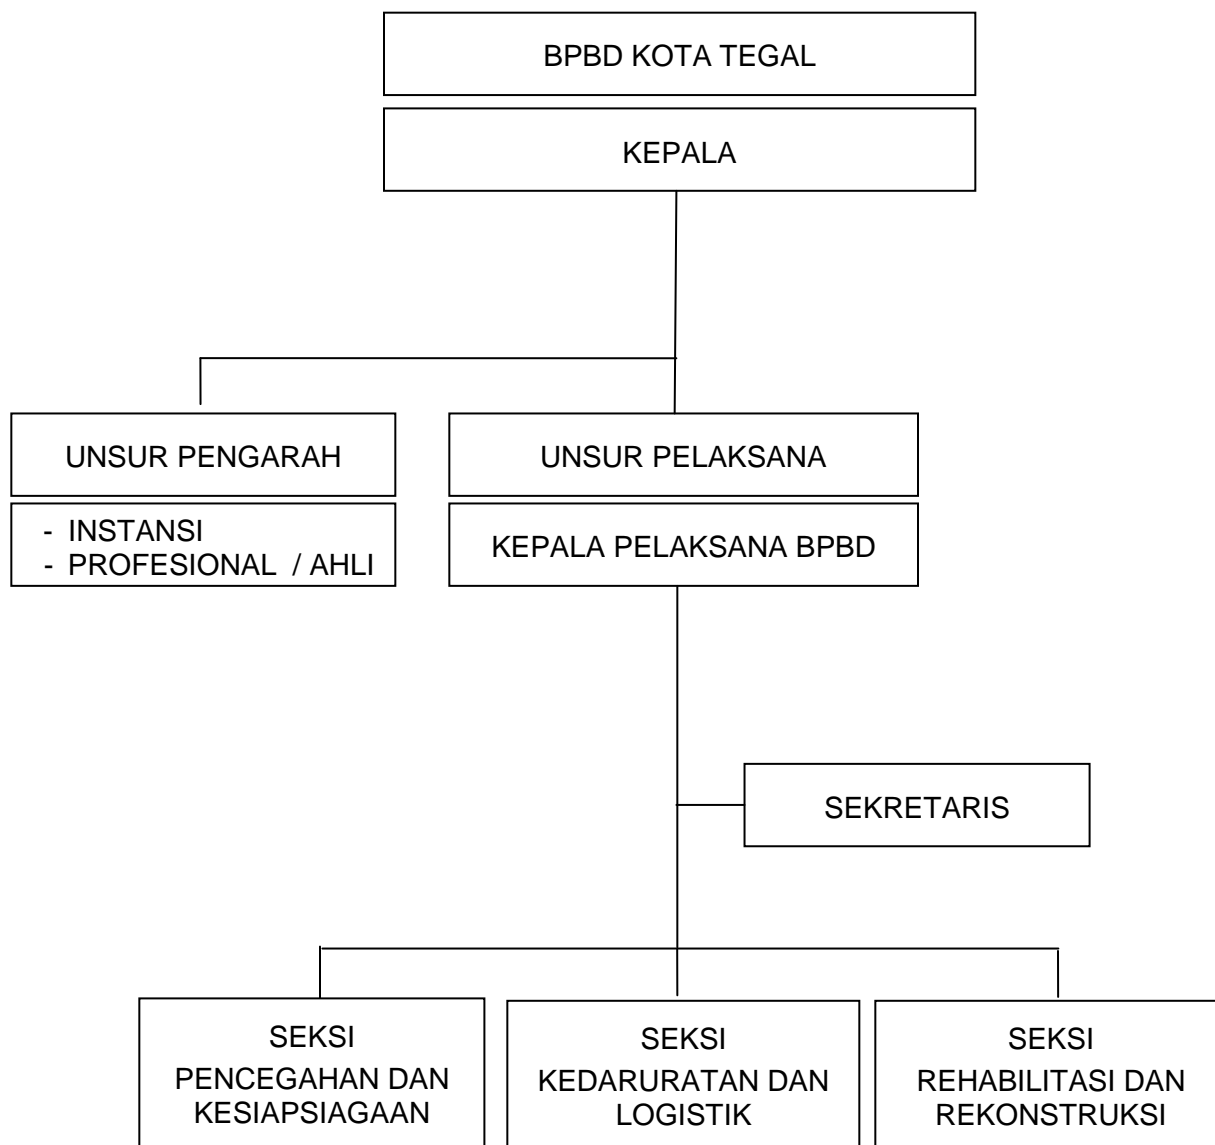 BPBD KOTA TEGAL
KEPALA
UNSUR PENGARAH
- INSTANSI
- PROFESIONAL / AHLI
UNSUR PELAKSANA
KEPALA PELAKSANA BPBD
SEKRETARIS
SEKSI
PENCEGAHAN DAN
KESIAPSIAGAAN
SEKSI
KEDARURATAN DAN
LOGISTIK
SEKSI
REHABILITASI DAN
REKONSTRUKSI